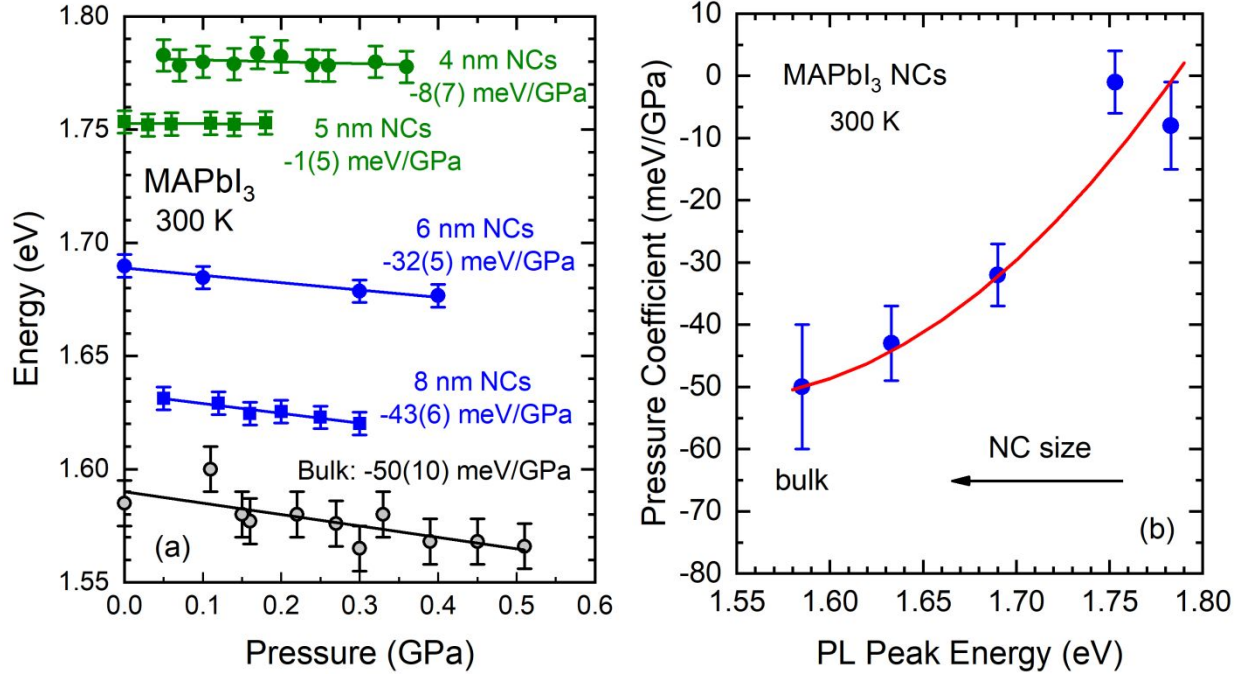 1.80
1.75
1.70
1.65
1.60
1.55
Energy (eV)
4 nm NCs
-8(7) meV/GPa
5 nm NCs
-1(5) meV/GPa
MAPbI₃
300 K
6 nm NCs
-32(5) meV/GPa
8 nm NCs
-43(6) meV/GPa
Bulk: -50(10) meV/GPa
(a)
0.0 0.1 0.2 0.3 0.4 0.5 0.6
Pressure (GPa)
10
0
-10
-20
-30
-40
-50
-60
-70
-80
Pressure Coefficient (meV/GPa)
MAPbI₃ NCs
300 K
NC size
bulk
(b)
1.55 1.60 1.65 1.70 1.75 1.80
PL Peak Energy (eV)